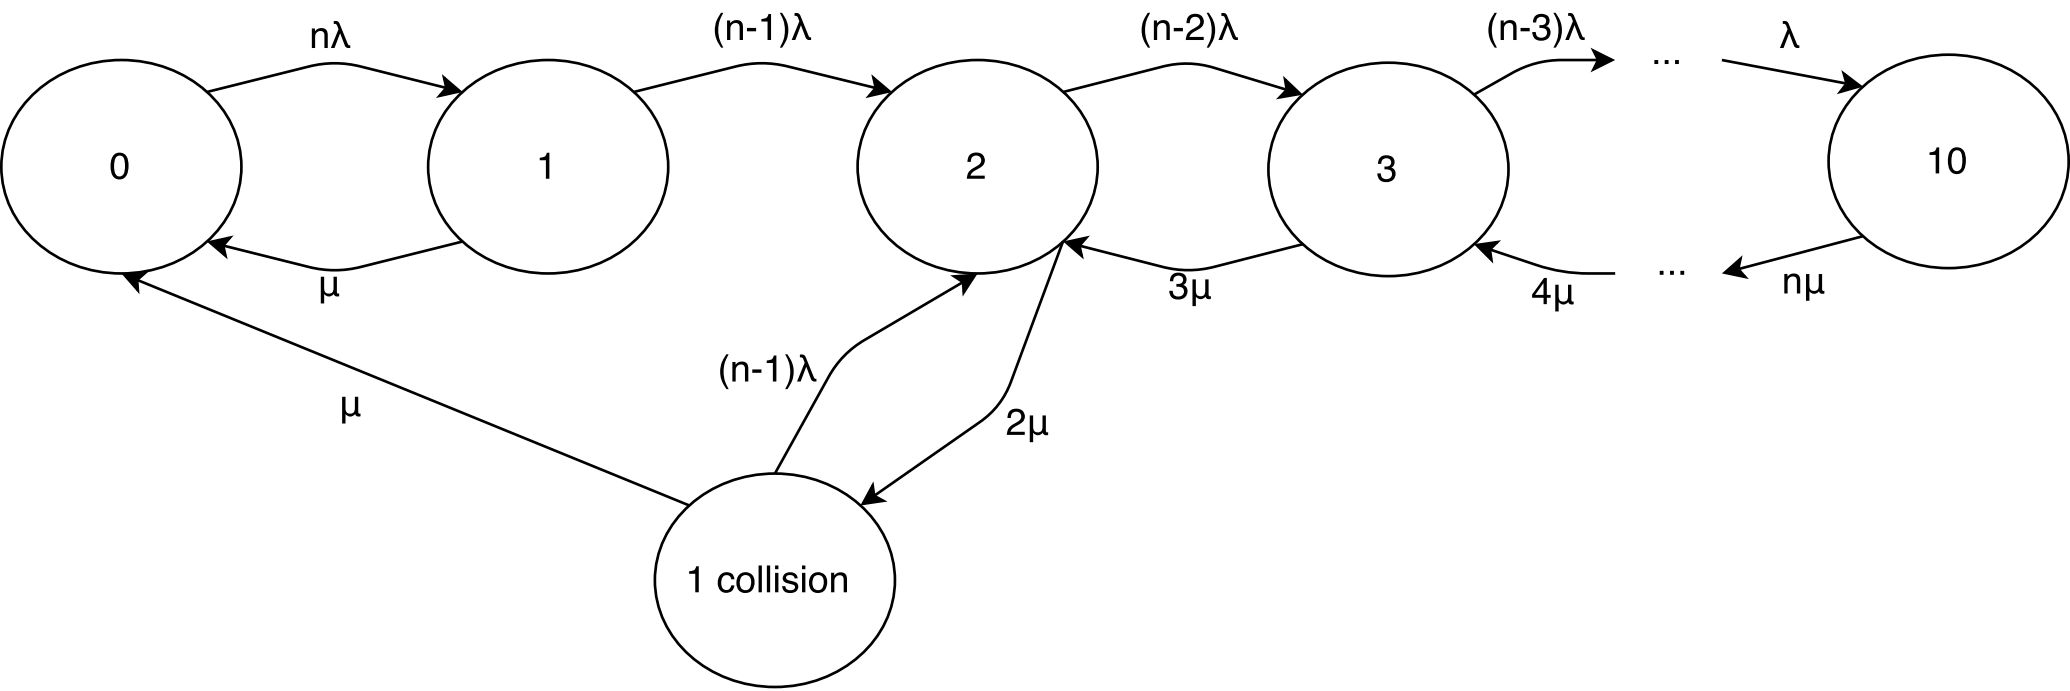 nλ
(n-1)λ
(n-2)λ
(n-3)λ
...
λ
0
1
2
3
10
μ
3μ
4μ
...
nμ
(n-1)λ
μ
2μ
1 collision